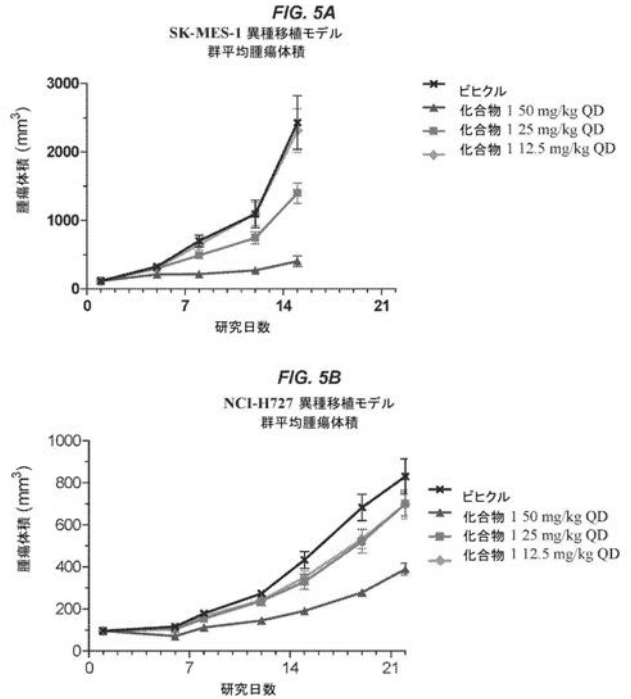 FIG. 5A
SK-MES-1 異種移植モデル
群平均腫瘍体積
腫瘍体積 (mm³)
3000
2000
1000
0
0
7
14
21
研究日数
ビヒクル
化合物 1 50 mg/kg QD
化合物 1 25 mg/kg QD
化合物 1 12.5 mg/kg QD
FIG. 5B
NCI-H727 異種移植モデル
群平均腫瘍体積
腫瘍体積 (mm³)
1000
800
600
400
200
0
0
7
14
21
研究日数
ビヒクル
化合物 1 50 mg/kg QD
化合物 1 25 mg/kg QD
化合物 1 12.5 mg/kg QD